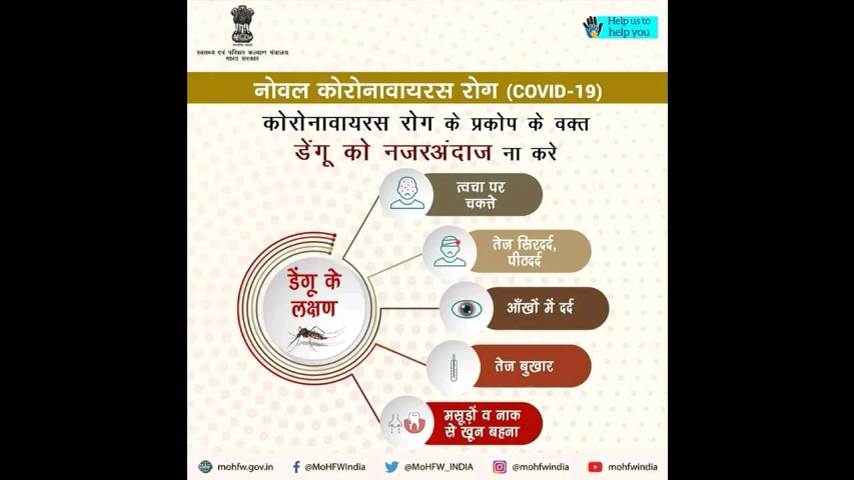 स्वास्थ्य एवं परिवार कल्याण मंत्रालय
भारत सरकार
Help us to
help you
नोवल कोरोनावायरस रोग (COVID-19)
कोरोनावायरस रोग के प्रकोप के वक्त
डेंगू को नजरअंदाज ना करे
डेंगू के
लक्षण
त्वचा पर
चकत्ते
तेज सिरदर्द,
पीठदर्द
आँखों में दर्द
तेज बुखार
मसूड़ों व नाक
से खून बहना
mohfw.gov.in
@MoHFWIndia
@MoHFW_INDIA
@mohfwindia
mohfwindia